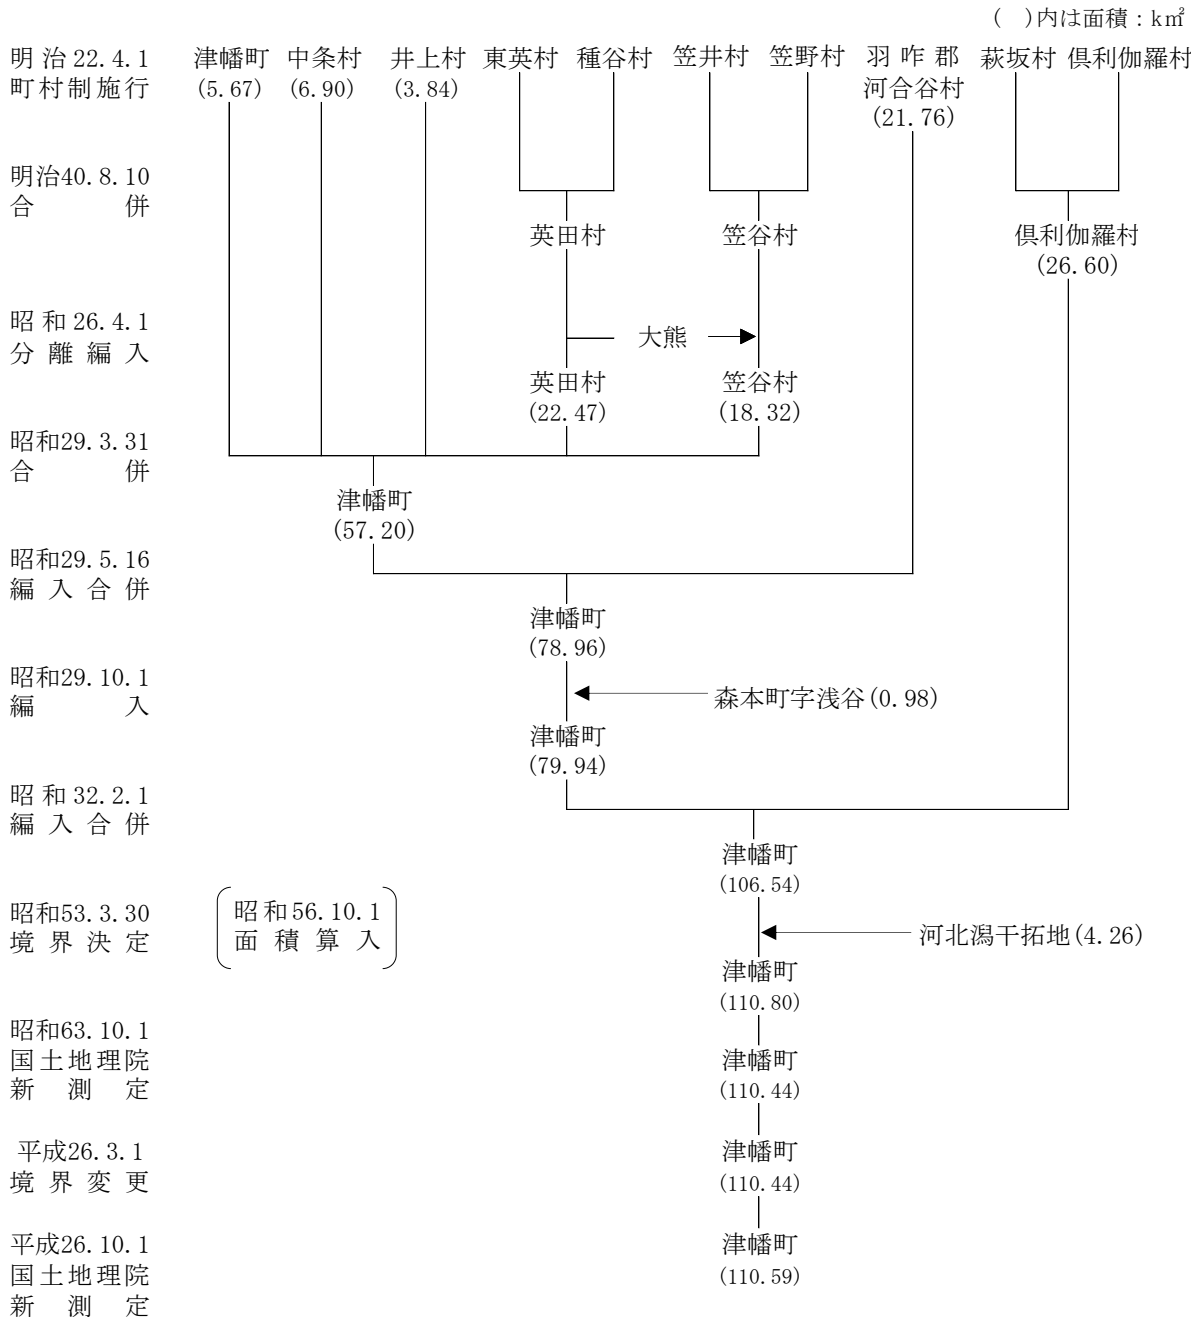 ( )内は面積：k㎡
明治22.4.1 津幡町 中条村 井上村 東英村 種谷村 笠井村 笠野村 羽咋郡 萩坂村 倶利伽羅村
町村制施行 (5.67) (6.90) (3.84) 河合谷村
(21.76)
明治40.8.10
合併
英田村 笠谷村 倶利伽羅村
(26.60)
昭和26.4.1
分離編入 大熊
英田村 笠谷村
(22.47) (18.32)
昭和29.3.31
合併
津幡町
(57.20)
昭和29.5.16
編入合併
津幡町
(78.96)
昭和29.10.1
編入 森本町字浅谷(0.98)
津幡町
(79.94)
昭和32.2.1
編入合併
津幡町
(106.54)
昭和53.3.30 昭和56.10.1
境界決定 面積算入 河北潟干拓地(4.26)
津幡町
(110.80)
昭和63.10.1
国土地理院 津幡町
新測定 (110.44)
平成26.3.1 津幡町
境界変更 (110.44)
平成26.10.1 津幡町
国土地理院 (110.59)
新測定